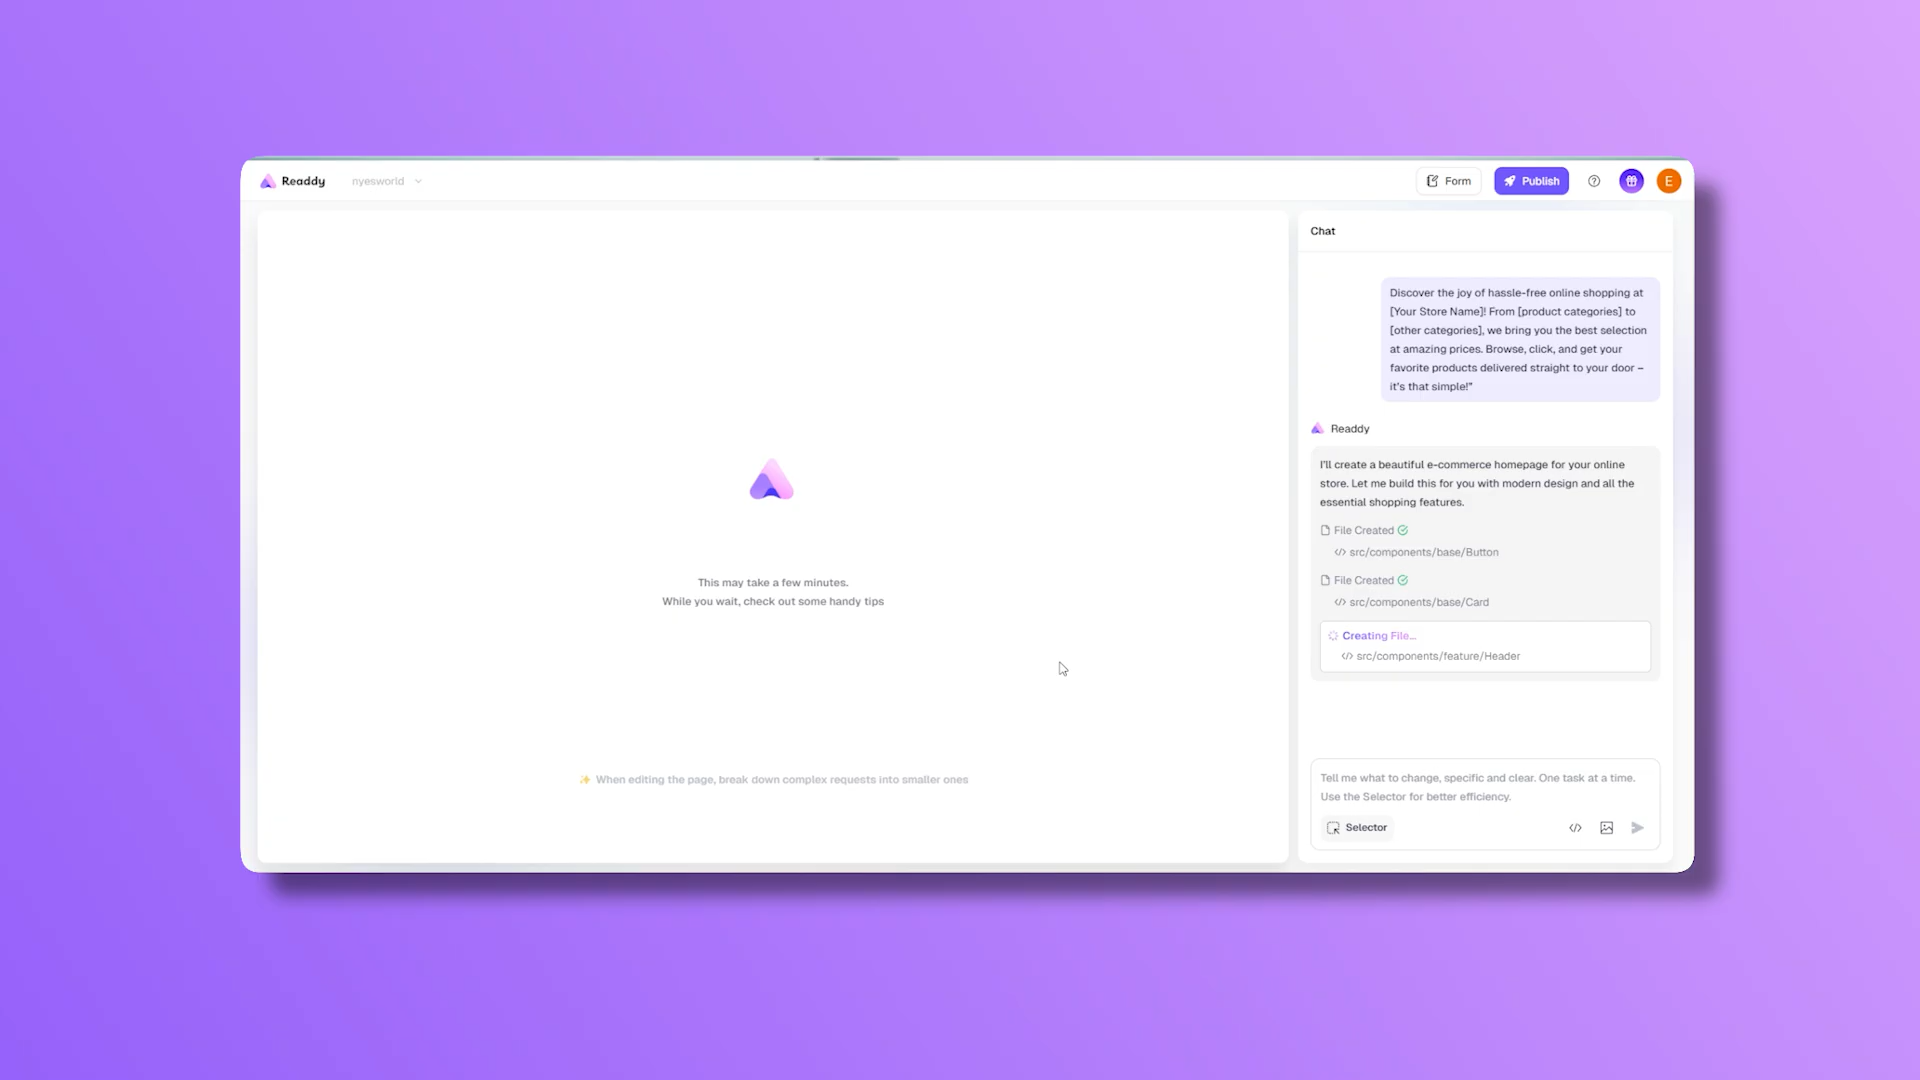 Readdy
nyesworld
Form
Publish
E
Chat
Discover the joy of hassle-free online shopping at
[Your Store Name]! From [product categories] to
[other categories], we bring you the best selection
at amazing prices. Browse, click, and get your
favorite products delivered straight to your door –
it's that simple!"
Readdy
I'll create a beautiful e-commerce homepage for your online
store. Let me build this for you with modern design and all the
essential shopping features.
File Created
</> src/components/base/Button
File Created
</> src/components/base/Card
Creating File...
</> src/components/feature/Header
This may take a few minutes.
While you wait, check out some handy tips
✨ When editing the page, break down complex requests into smaller ones
Tell me what to change, specific and clear. One task at a time.
Use the Selector for better efficiency.
Selector
</>